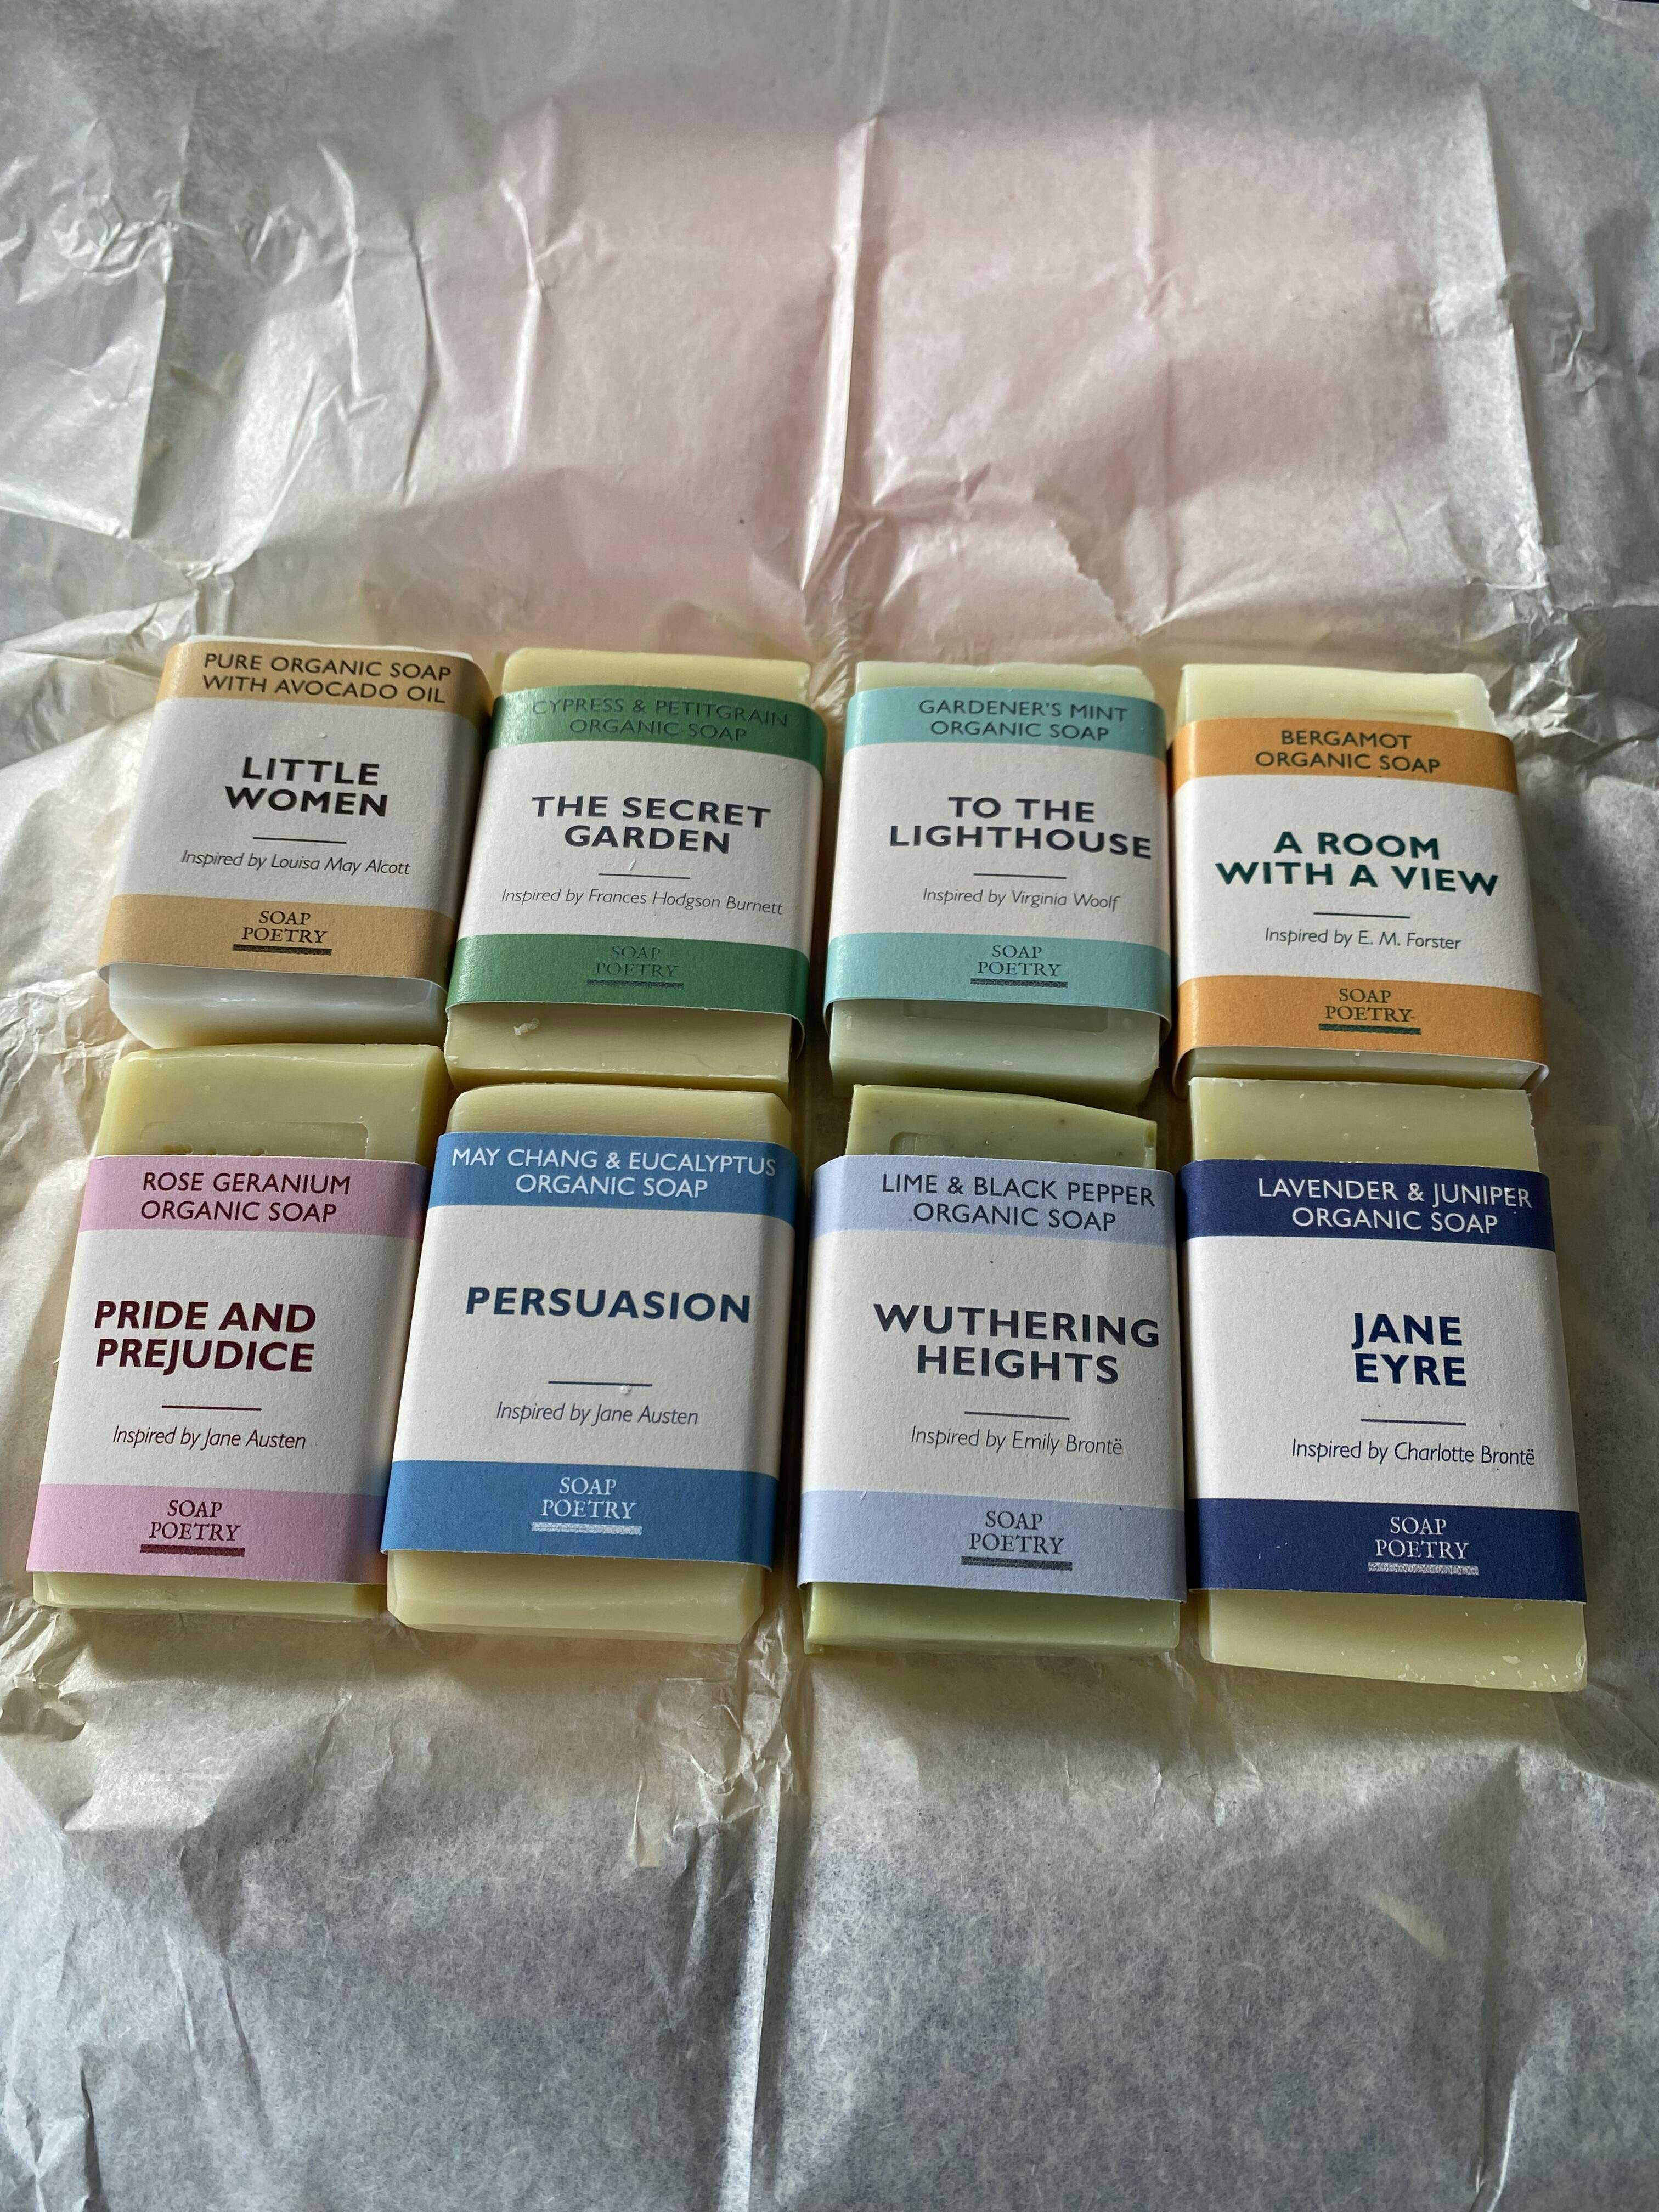 PURE ORGANIC SOAP
WITH AVOCADO OIL
LITTLE
WOMEN
Inspired by Louisa May Alcott
SOAP
POETRY
CYPRESS & PETITGRAIN
ORGANIC SOAP
THE SECRET
GARDEN
Inspired by Frances Hodgson Burnett
SOAP
POETRY
GARDENER'S MINT
ORGANIC SOAP
TO THE
LIGHTHOUSE
Inspired by Virginia Woolf
SOAP
POETRY
BERGAMOT
ORGANIC SOAP
A ROOM
WITH A VIEW
Inspired by E. M. Forster
SOAP
POETRY
ROSE GERANIUM
ORGANIC SOAP
PRIDE AND
PREJUDICE
Inspired by Jane Austen
SOAP
POETRY
MAY CHANG & EUCALYPTUS
ORGANIC SOAP
PERSUASION
Inspired by Jane Austen
SOAP
POETRY
LIME & BLACK PEPPER
ORGANIC SOAP
WUTHERING
HEIGHTS
Inspired by Emily Brontë
SOAP
POETRY
LAVENDER & JUNIPER
ORGANIC SOAP
JANE
EYRE
Inspired by Charlotte Brontë
SOAP
POETRY